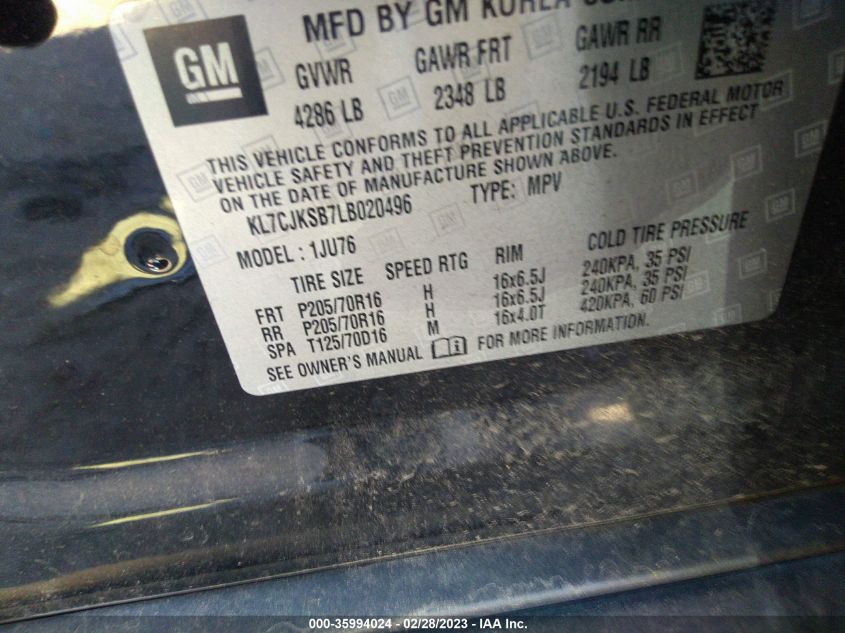 GM
MFD BY GM KOREA
GVWR GAWR FRT GAWR RR
4286 LB 2348 LB 2194 LB
THIS VEHICLE CONFORMS TO ALL APPLICABLE U.S. FEDERAL MOTOR
VEHICLE SAFETY AND THEFT PREVENTION STANDARDS IN EFFECT
ON THE DATE OF MANUFACTURE SHOWN ABOVE.
KL7CJKSB7LB020496 TYPE: MPV
MODEL : 1JU76
TIRE SIZE SPEED RTG RIM COLD TIRE PRESSURE
FRT P205/70R16 H 16x6.5J 240KPA, 35 PSI
RR P205/70R16 H 16x6.5J 240KPA, 35 PSI
SPA T125/70D16 M 16x4.0T 420KPA, 60 PSI
SEE OWNER'S MANUAL FOR MORE INFORMATION.
000-35994024 - 02/28/2023 - IAA Inc.